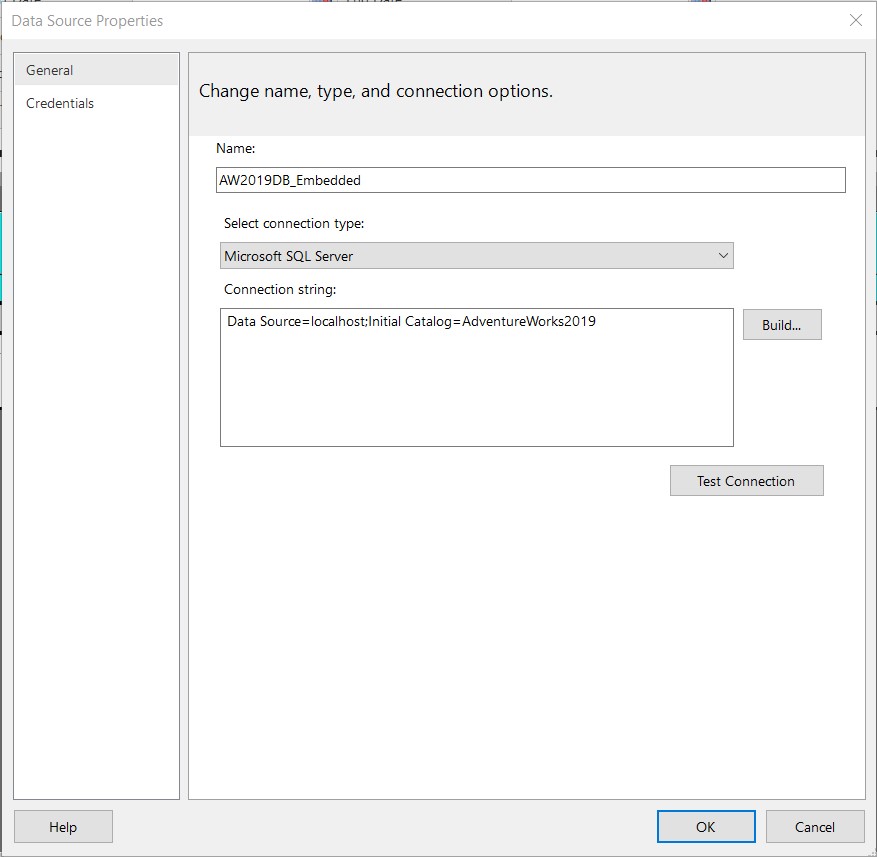 Data Source Properties
General
Credentials
Change name, type, and connection options.
Name:
AW2019DB_Embedded
Select connection type:
Microsoft SQL Server
Connection string:
Data Source=localhost;Initial Catalog=AdventureWorks2019
Build...
Test Connection
Help
OK
Cancel